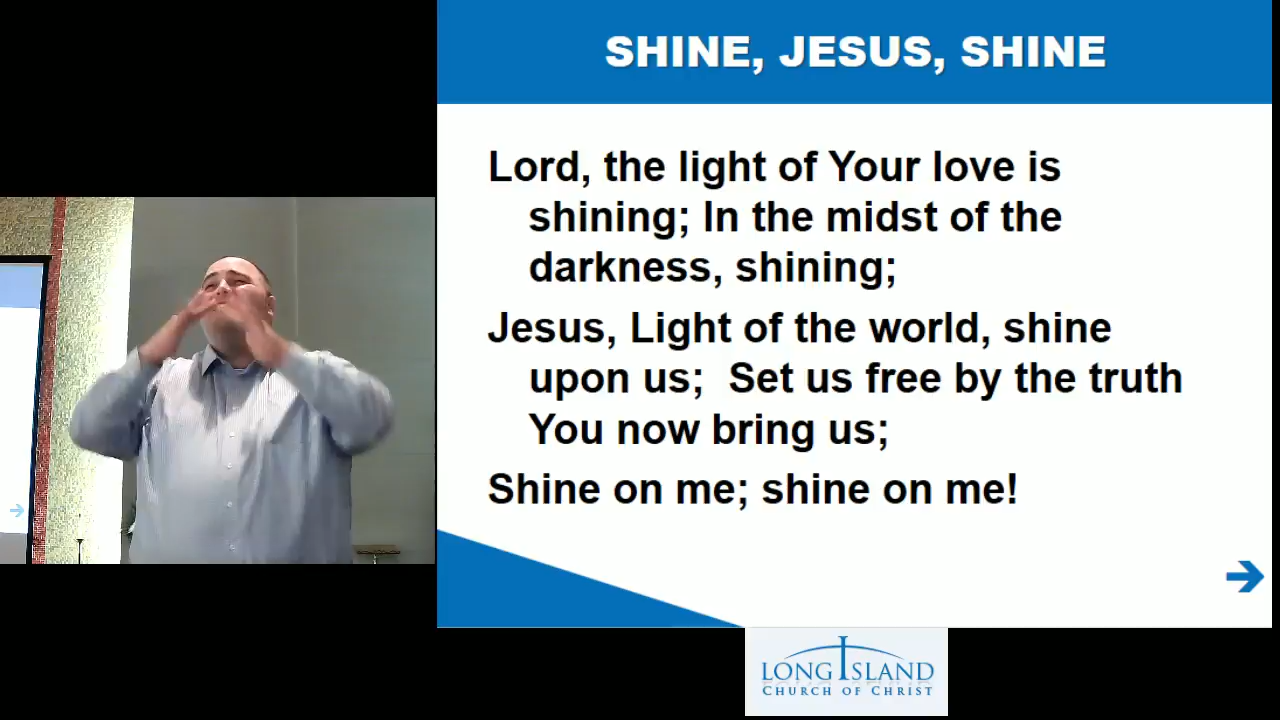 SHINE, JESUS, SHINE
Lord, the light of Your love is
shining; In the midst of the
darkness, shining;
Jesus, Light of the world, shine
upon us;  Set us free by the truth
You now bring us;
Shine on me; shine on me!
LONG ISLAND
CHURCH OF CHRIST